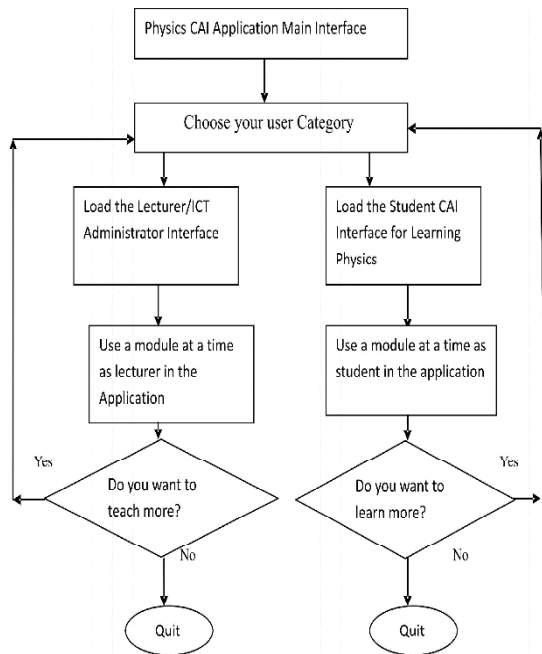 Physics CAI Application Main Interface
Choose your user Category
Load the Lecturer/ICT
Administrator Interface
Load the Student CAI
Interface for Learning
Physics
Use a module at a time
as lecturer in the
Application
Use a module at a time as
student in the application
Yes
Do you want to
teach more?
No
Yes
Do you want to
learn more?
No
Quit
Quit